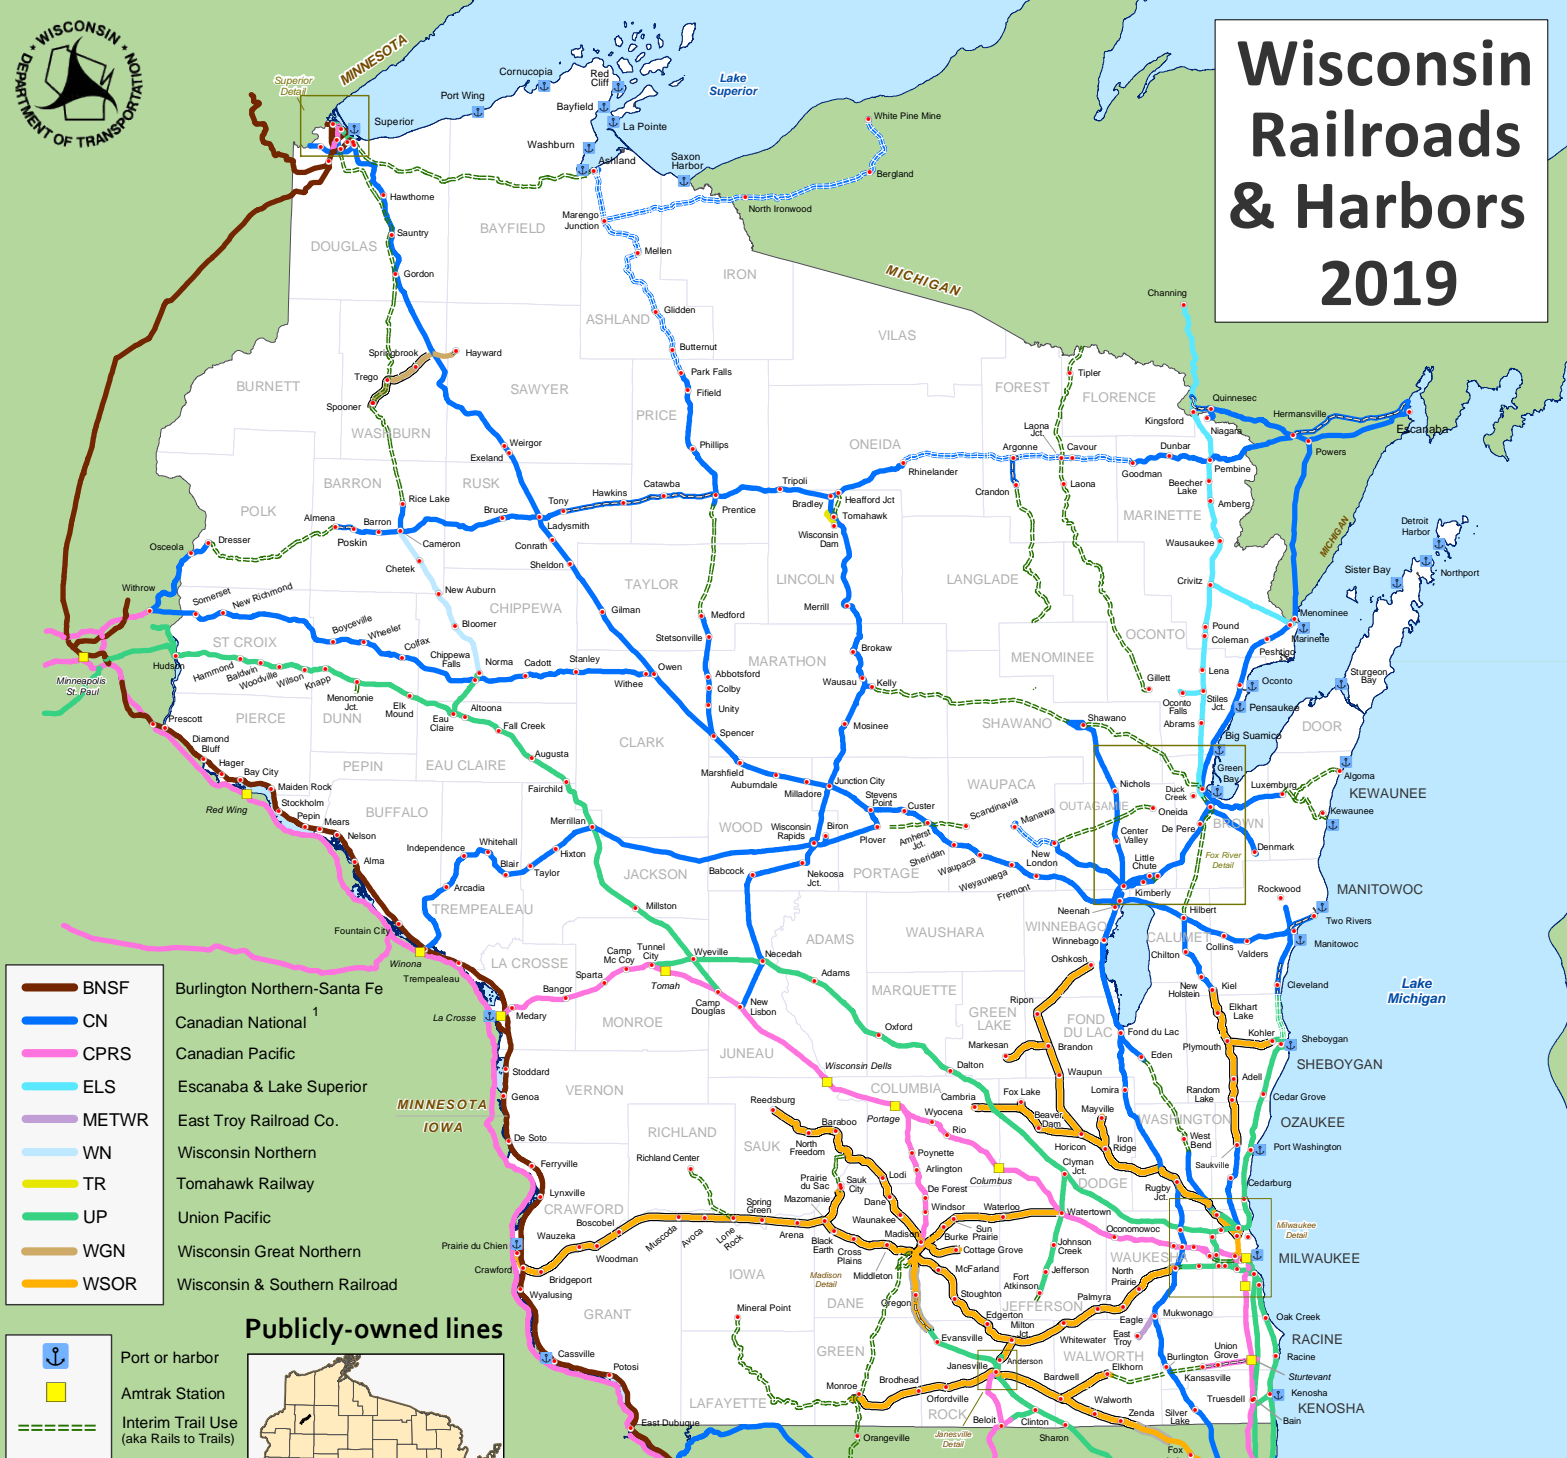 WISCONSIN
DEPARTMENT OF TRANSPORTATION
Wisconsin
Railroads
& Harbors
2019
MINNESOTA
Superior
Detail
Superior
Port Wing
Cornucopia
Red
Cliff
Bayfield
La Pointe
Washburn
Ashland
Saxon
Harbor
Lake
Superior
White Pine Mine
Bergland
North Ironwood
Marengo
Junction
Mellen
Hawthorne
Sauntry
Gordon
DOUGLAS
BAYFIELD
IRON
MICHIGAN
ASHLAND
VILAS
Glidden
Butternut
Park Falls
Fifield
Phillips
Channing
Springbrook
Hayward
Trego
Spooner
BURNETT
SAWYER
WASHBURN
PRICE
ONEIDA
FOREST
FLORENCE
Tipler
Quinnesec
Kingsford
Niagara
Hermansville
Escanaba
Powers
Weirgor
Exeland
Laona
Jct.
Argonne
Cavour
Dunbar
Goodman
Pembine
Beecher
Lake
Amberg
Crandon
Laona
Rhinelander
BARRON
RUSK
POLK
Rice Lake
Almena
Barron
Poskin
Cameron
Bruce
Tony
Hawkins
Catawba
Ladysmith
Prentice
Tripoli
Bradley
Heafford Jct
Tomahawk
Wisconsin
Dam
MARINETTE
Wausaukee
MICHIGAN
Detroit
Harbor
Northport
Sister Bay
Osceola
Dresser
Conrath
Sheldon
Chetek
New Auburn
Bloomer
CHIPPEWA
TAYLOR
LINCOLN
LANGLADE
Crivitz
Withrow
Somerset
New Richmond
Boyceville
Wheeler
Colfax
Gilman
Medford
Stetsonville
Merrill
Menominee
Marinette
Peshtigo
Pound
Coleman
OCONTO
ST CROIX
Hudson
Hammond
Baldwin
Woodville
Wilson
Knapp
Chippewa
Falls
Norma
Cadott
Stanley
Withee
Owen
MARATHON
Brokaw
Wausau
Kelly
MENOMINEE
Gillett
Lena
Oconto
Falls
Stiles
Jct.
Oconto
Pensaukee
Abrams
Sturgeon
Bay
DOOR
Minneapolis
St. Paul
Menomonie
Jct.
Elk
Mound
Eau
Claire
Altoona
Fall Creek
Abbotsford
Colby
Unity
Spencer
Mosinee
SHAWANO
Shawano
Big Suamico
Prescott
PIERCE
DUNN
PEPIN
EAU CLAIRE
CLARK
Diamond
Bluff
Hager
Bay City
Maiden Rock
Stockholm
Pepin
Mears
Nelson
Red Wing
Augusta
Fairchild
Marshfield
Auburndale
Milladore
Junction City
Stevens
Point
Custer
Scandinavia
Manawa
WAUPACA
OUTAGAMIE
Nichols
Green
Bay
Duck
Creek
Oneida
De Pere
BROWN
Luxemburg
Algoma
KEWAUNEE
Kewaunee
Denmark
BUFFALO
Merrillan
WOOD
Wisconsin
Rapids
Biron
Plover
Amherst
Jct.
Sheridan
Waupaca
Weyauwega
Fremont
New
London
Center
Valley
Little
Chute
Kimberly
Fox River
Detail
Alma
Independence
Whitehall
Blair
Taylor
Hixton
Arcadia
JACKSON
Babcock
Nekoosa
Jct.
PORTAGE
TREMPEALEAU
Millston
Neenah
Rockwood
MANITOWOC
Two Rivers
Manitowoc
Hilbert
Collins
Valders
WINNEBAGO
Winnebago
CALUMET
Chilton
Fountain City
Winona
Trempealeau
LA CROSSE
Camp
Mc Coy
Tunnel
City
Wyeville
Tomah
Sparta
Bangor
Medary
La Crosse
Necedah
ADAMS
Adams
WAUSHARA
Oshkosh
Camp
Douglas
New
Lisbon
MARQUETTE
Ripon
GREEN
LAKE
FOND
DU LAC
New
Holstein
Kiel
Elkhart
Lake
Cleveland
Lake
Michigan
BNSF Burlington Northern-Santa Fe
CN Canadian National 1
CPRS Canadian Pacific
ELS Escanaba & Lake Superior
METWR East Troy Railroad Co.
WN Wisconsin Northern
TR Tomahawk Railway
UP Union Pacific
WGN Wisconsin Great Northern
WSOR Wisconsin & Southern Railroad
MONROE
JUNEAU
Oxford
Markesan
Brandon
Fond du Lac
Eden
Plymouth
Kohler
Sheboygan
SHEBOYGAN
Stoddard
Genoa
VERNON
MINNESOTA
IOWA
Wisconsin Dells
Dalton
COLUMBIA
Waupun
Lomira
Adell
Random
Lake
Cedar Grove
OZAUKEE
De Soto
Ferryville
Lynxville
RICHLAND
Richland Center
SAUK
Reedsburg
Baraboo
North
Freedom
Portage
Cambria
Wyocena
Rio
Fox Lake
Beaver
Dam
Mayville
Horicon
Iron
Ridge
WASHINGTON
West
Bend
Port Washington
Saukville
Cedarburg
Poynette
Arlington
De Forest
Columbus
Clyman
Jct.
DODGE
Rugby
Jct.
CRAWFORD
Prairie du Chien
Crawford
Wauzeka
Boscobel
Woodman
Bridgeport
Wyalusing
Muscoda
Avoca
Lone
Rock
Spring
Green
Arena
Mazomanie
Prairie
du Sac
Sauk
City
Lodi
Dane
Waunakee
Black
Earth
Cross
Plains
Middleton
Madison
Detail
Madison
Windsor
Burke
Sun
Prairie
Cottage Grove
McFarland
Waterloo
Watertown
Oconomowoc
WAUKESHA
Milwaukee
Detail
MILWAUKEE
Johnson
Creek
Jefferson
Fort
Atkinson
JEFFERSON
North
Prairie
Palmyra
Eagle
Mukwonago
East
Troy
Oak Creek
RACINE
Racine
IOWA
DANE
GRANT
Mineral Point
Oregon
Stoughton
Edgerton
Milton
Jct
Evansville
Whitewater
WALWORTH
Burlington
Union
Grove
Sturtevant
Kansasville
GREEN
Janesville
Anderson
Bardwell
Elkhorn
Truesdell
Kenosha
KENOSHA
Bain
Cassville
Potosi
LAFAYETTE
Monroe
Brodhead
Orfordville
ROCK
Beloit
Clinton
Sharon
Walworth
Zenda
Silver
Lake
Fox
East Dubuque
Orangeville
Janesville
Detail
Publicly-owned lines
Port or harbor
Amtrak Station
Interim Trail Use
(aka Rails to Trails)